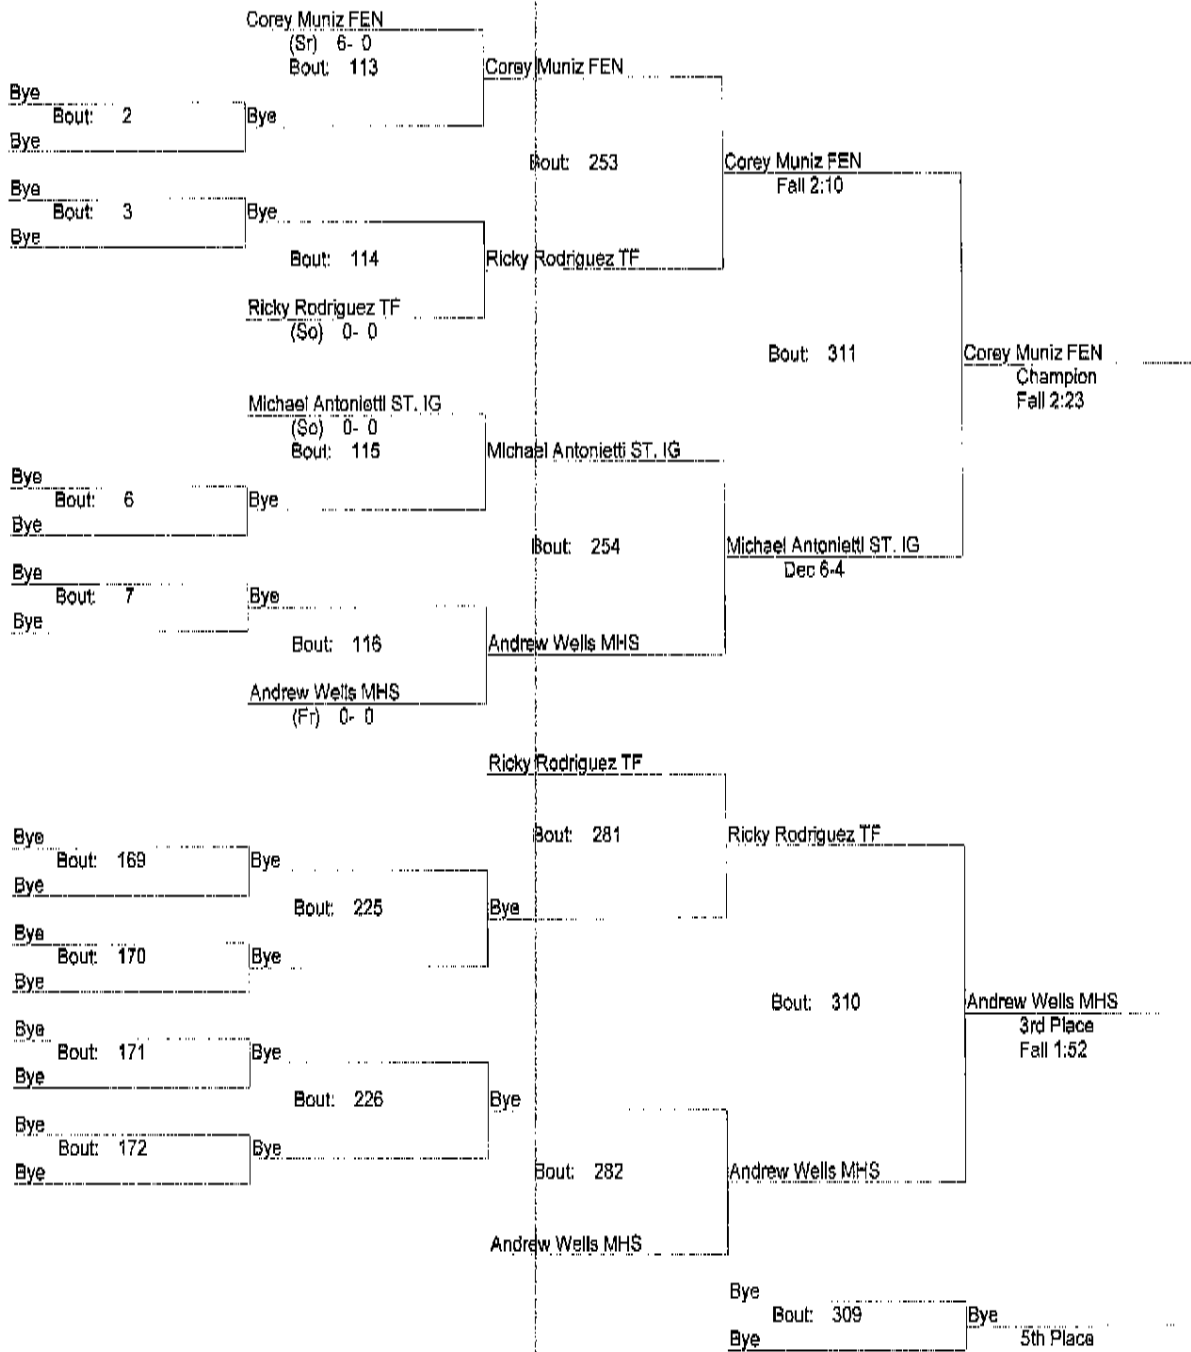 Corey Muniz FEN
(Sr) 6- 0
Bout: 113
Corey Muniz FEN
Bye
Bout: 2
Bye
Bye
Bout: 253
Corey Muniz FEN
Fall 2:10
Bye
Bout: 3
Bye
Bye
Bout: 114
Ricky Rodriguez TF
Ricky Rodriguez TF
(So) 0- 0
Bout: 311
Corey Muniz FEN
Champion
Fall 2:23
Michael Antonietti ST. IG
(So) 0- 0
Bout: 115
Michael Antonietti ST. IG
Bye
Bout: 6
Bye
Bye
Bout: 254
Michael Antonietti ST. IG
Dec 6-4
Bye
Bout: 7
Bye
Bye
Bout: 116
Andrew Wells MHS
Andrew Wells MHS
(Fr) 0- 0
Ricky Rodriguez TF
Bout: 281
Ricky Rodriguez TF
Bye
Bout: 169
Bye
Bye
Bout: 225
Bye
Bye
Bout: 170
Bye
Bye
Bout: 310
Andrew Wells MHS
3rd Place
Fall 1:52
Bye
Bout: 171
Bye
Bye
Bout: 226
Bye
Bye
Bout: 172
Bye
Bye
Bout: 282
Andrew Wells MHS
Andrew Wells MHS
Bye
Bout: 309
Bye
Bye
5th Place